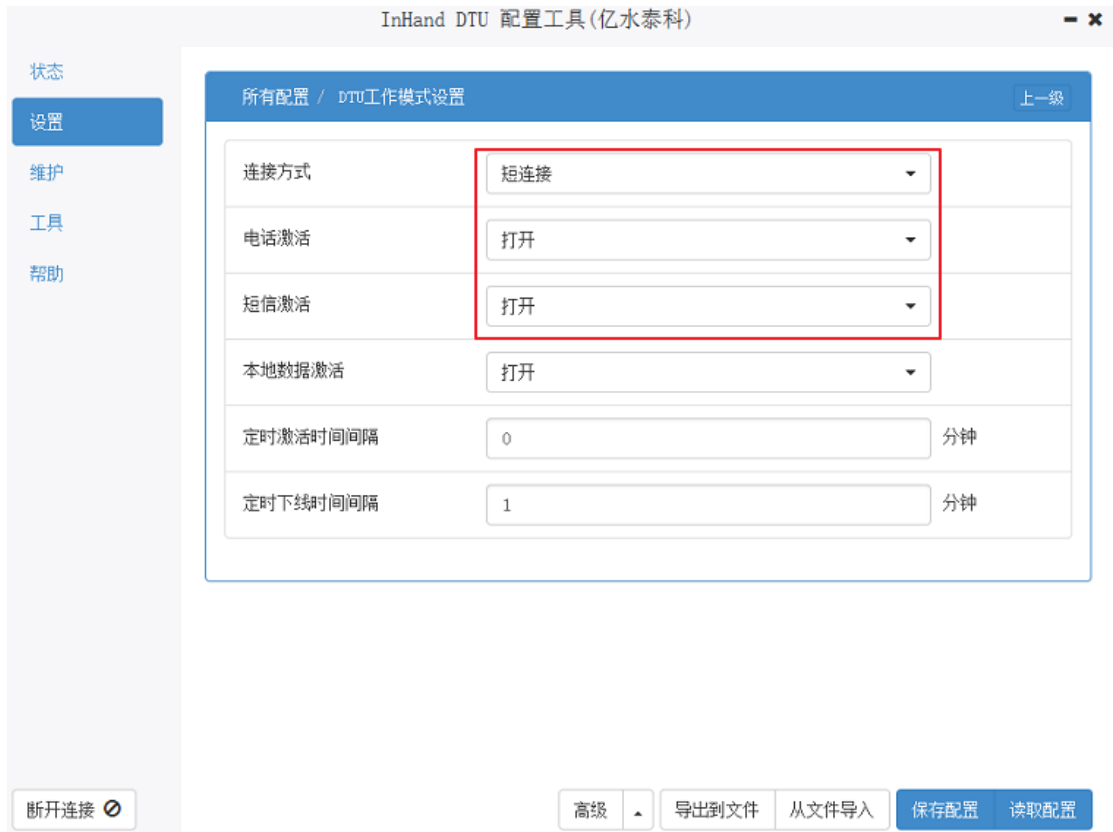 InHand DTU 配置工具(亿水泰科)
状态
设置
维护
工具
帮助
所有配置 / DTU工作模式设置
上一级
连接方式 短连接
电话激活 打开
短信激活 打开
本地数据激活 打开
定时激活时间间隔 0 分钟
定时下线时间间隔 1 分钟
断开连接 高级 导出到文件 从文件导入 保存配置 读取配置